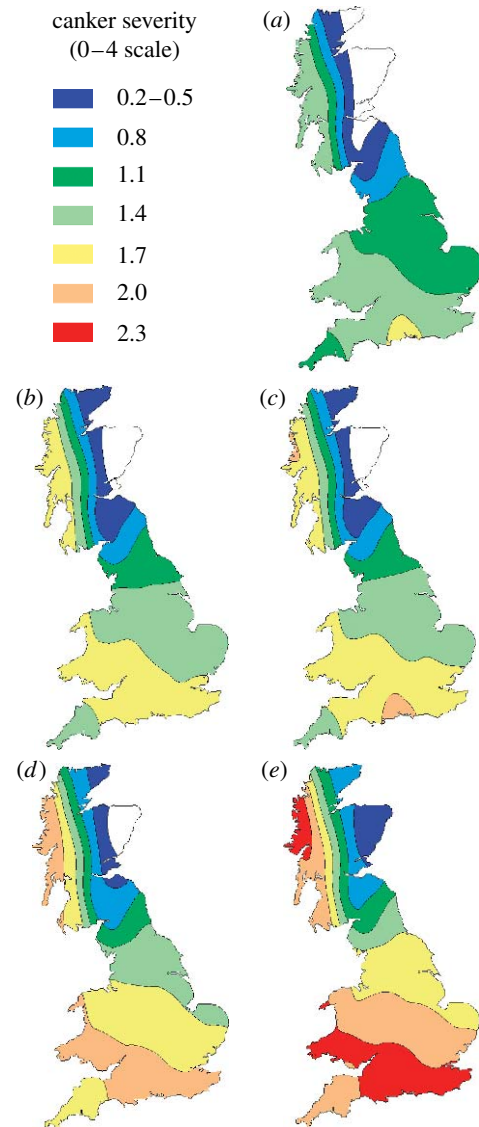 canker severity
(0–4 scale)
0.2–0.5
0.8
1.1
1.4
1.7
2.0
2.3
(a)
(b)
(c)
(d)
(e)